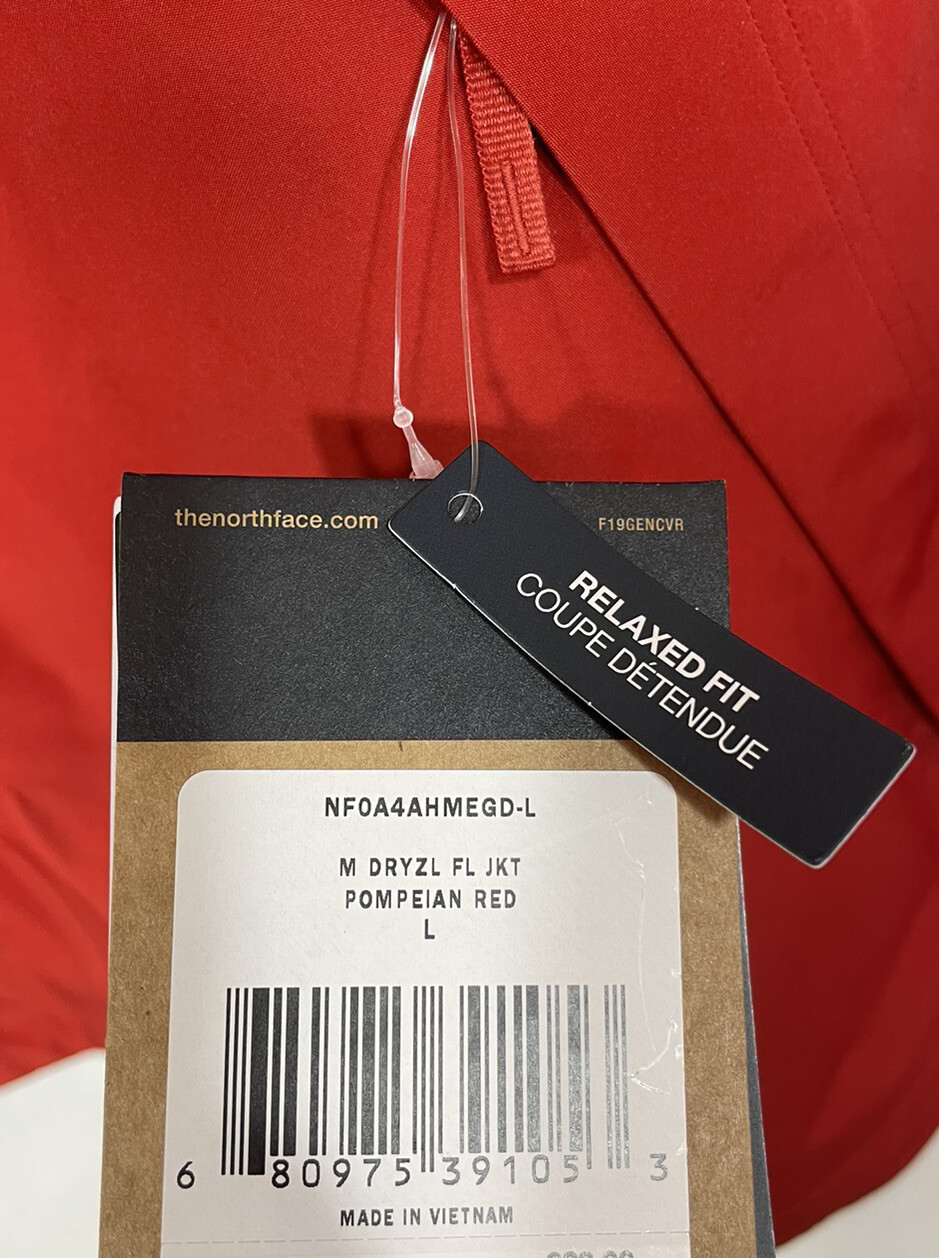 thenorthface.com
F19GENCVR
RELAXED FIT
COUPE DÉTENDUE
NF0A4AHMEGD-L
M DRYZL FL JKT
POMPEIAN RED
L
6 80975 39105 3
MADE IN VIETNAM